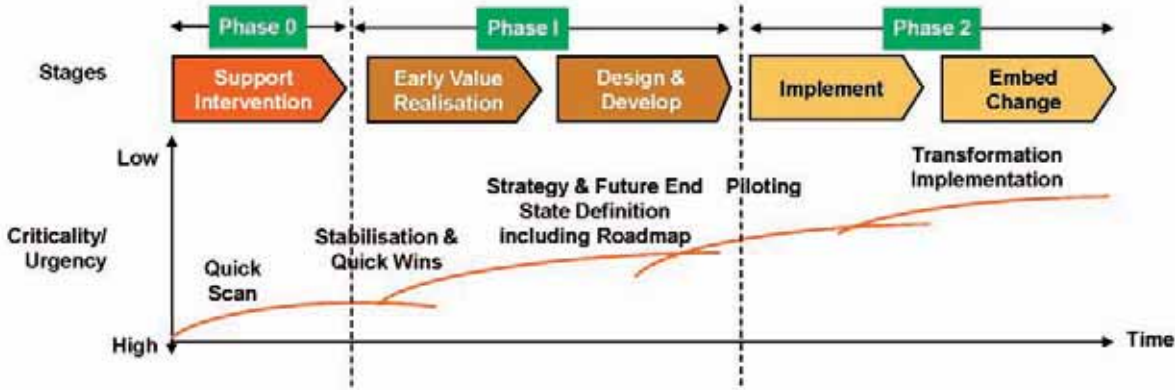 Phase 0
Phase I
Phase 2
Stages
Support
Intervention
Early Value
Realisation
Design &
Develop
Implement
Embed
Change
Low
Transformation
Implementation
Strategy & Future End
State Definition
including Roadmap
Piloting
Criticality/
Urgency
Stabilisation &
Quick Wins
Quick
Scan
High
Time